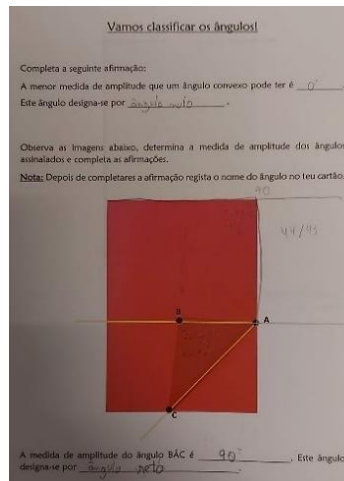 Vamos classificar os ângulos!
Completa a seguinte afirmação:
A menor medida de amplitude que um ângulo convexo pode ter é 0°.
Este ângulo designa-se por ângulo nulo.
Observa as imagens abaixo, determina a medida de amplitude dos ângulos
assinalados e completa as afirmações.
Nota: Depois de completares a afirmação regista o nome do ângulo no teu cartão.
90
44/45
B
A
C
A medida de amplitude do ângulo BÂC é 90°. Este ângulo
designa-se por ângulo reto.